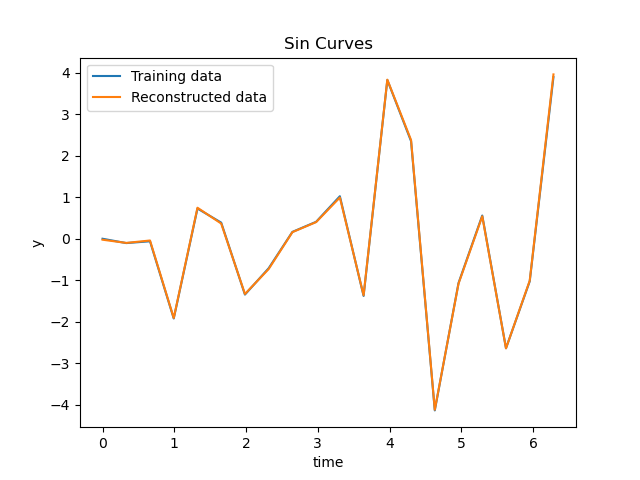 Sin Curves
Training data
Reconstructed data
4
3
2
1
0
−1
−2
−3
−4
y
0 1 2 3 4 5 6
time